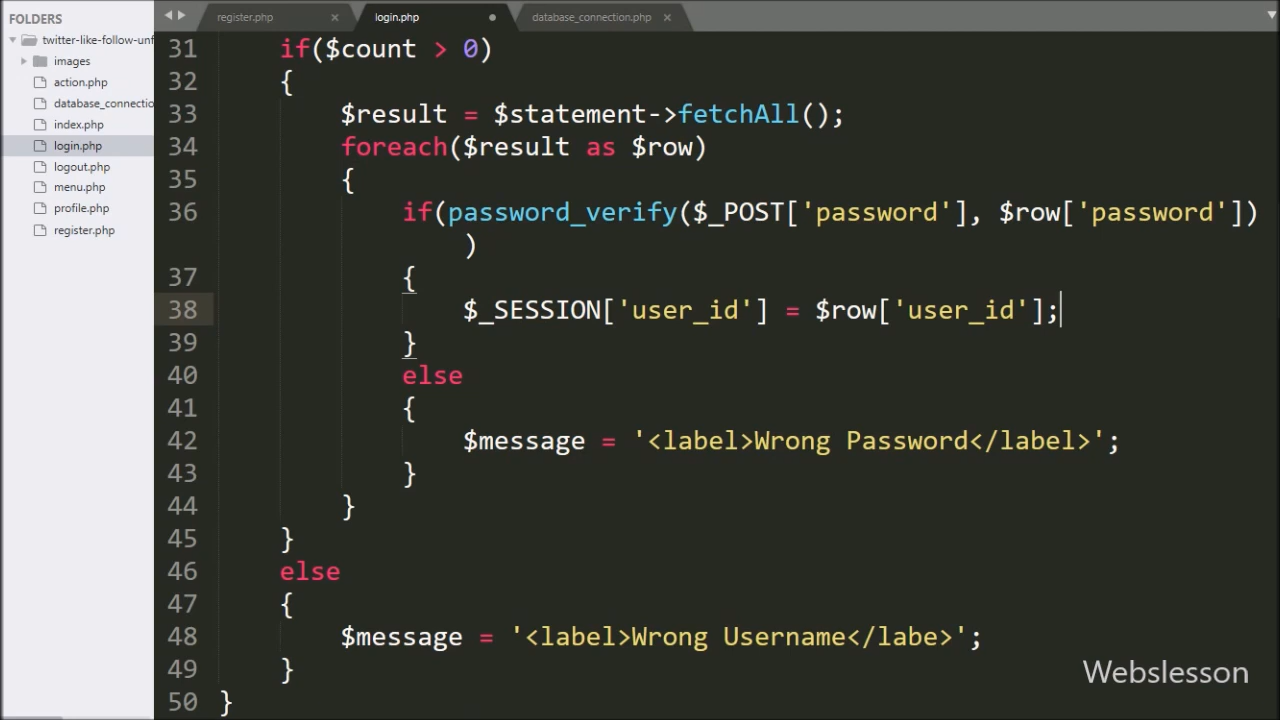 FOLDERS
twitter-like-follow-unf
images
action.php
database_connectio
index.php
login.php
logout.php
menu.php
profile.php
register.php
register.php
login.php
database_connection.php
31 if($count > 0)
32 {
33 $result = $statement->fetchAll();
34 foreach($result as $row)
35 {
36 if(password_verify($_POST['password'], $row['password'])
)
37 {
38 $_SESSION['user_id'] = $row['user_id'];
39 }
40 else
41 {
42 $message = '<label>Wrong Password</label>';
43 }
44 }
45 }
46 else
47 {
48 $message = '<label>Wrong Username</labe>';
49 }
50 }
Webslesson